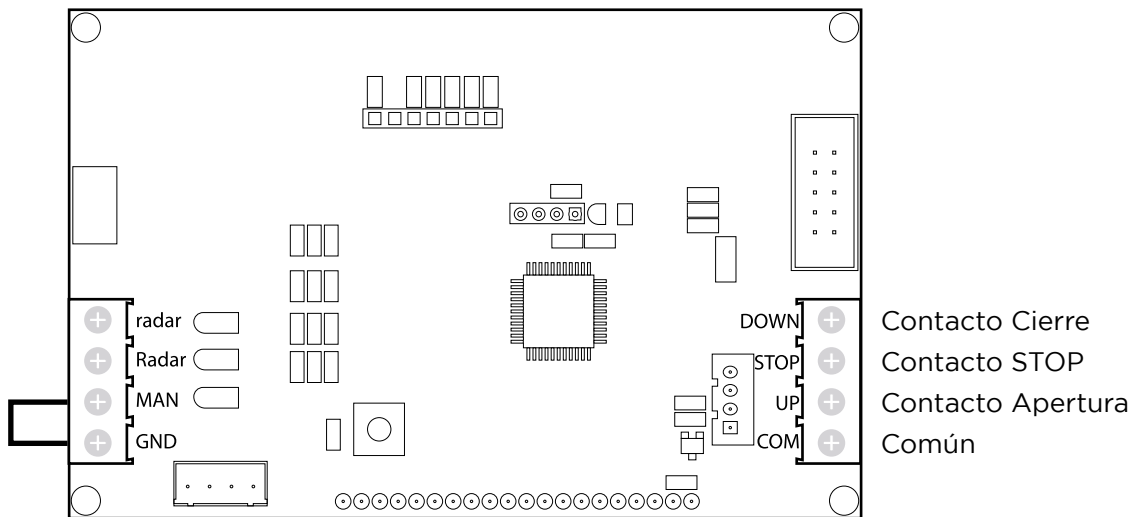 radar
Radar
MAN
GND
DOWN Contacto Cierre
STOP Contacto STOP
UP Contacto Apertura
COM Común